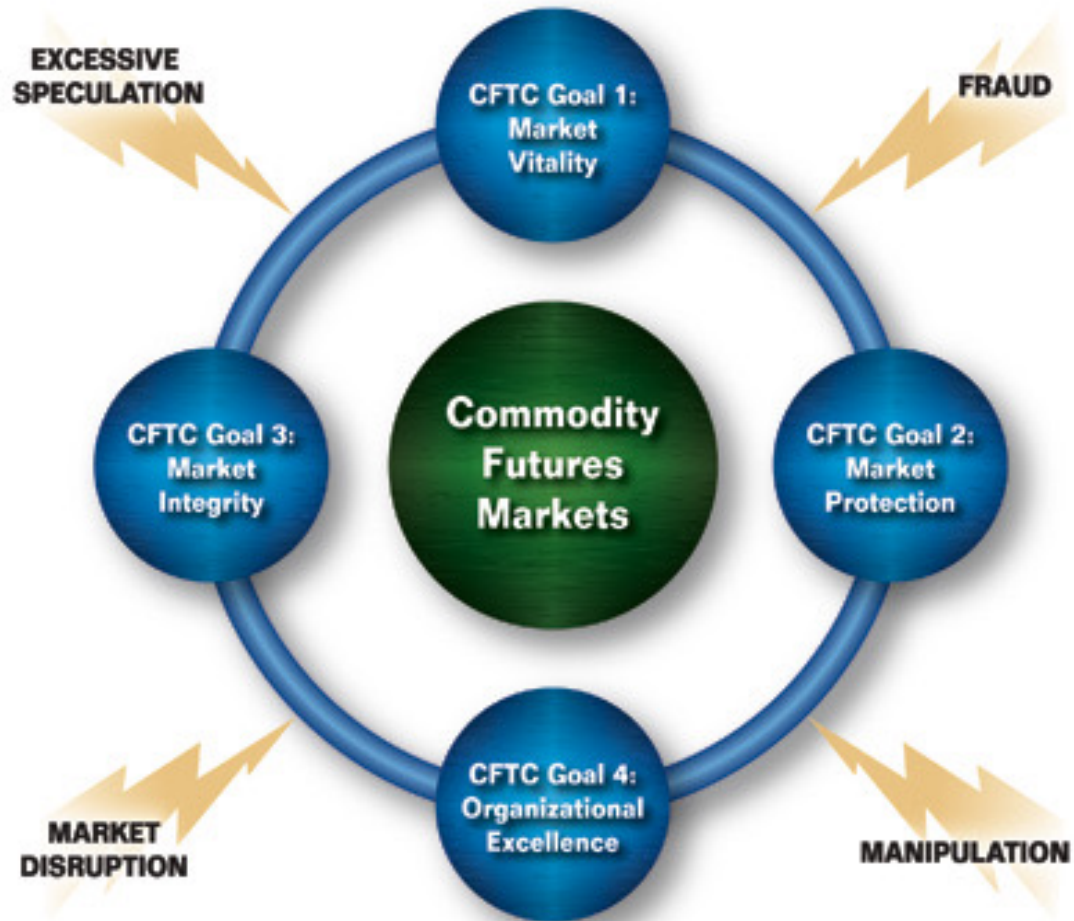 EXCESSIVE
SPECULATION
CFTC Goal 1:
Market
Vitality
FRAUD
CFTC Goal 3:
Market
Integrity
Commodity
Futures
Markets
CFTC Goal 2:
Market
Protection
MARKET
DISRUPTION
CFTC Goal 4:
Organizational
Excellence
MANIPULATION